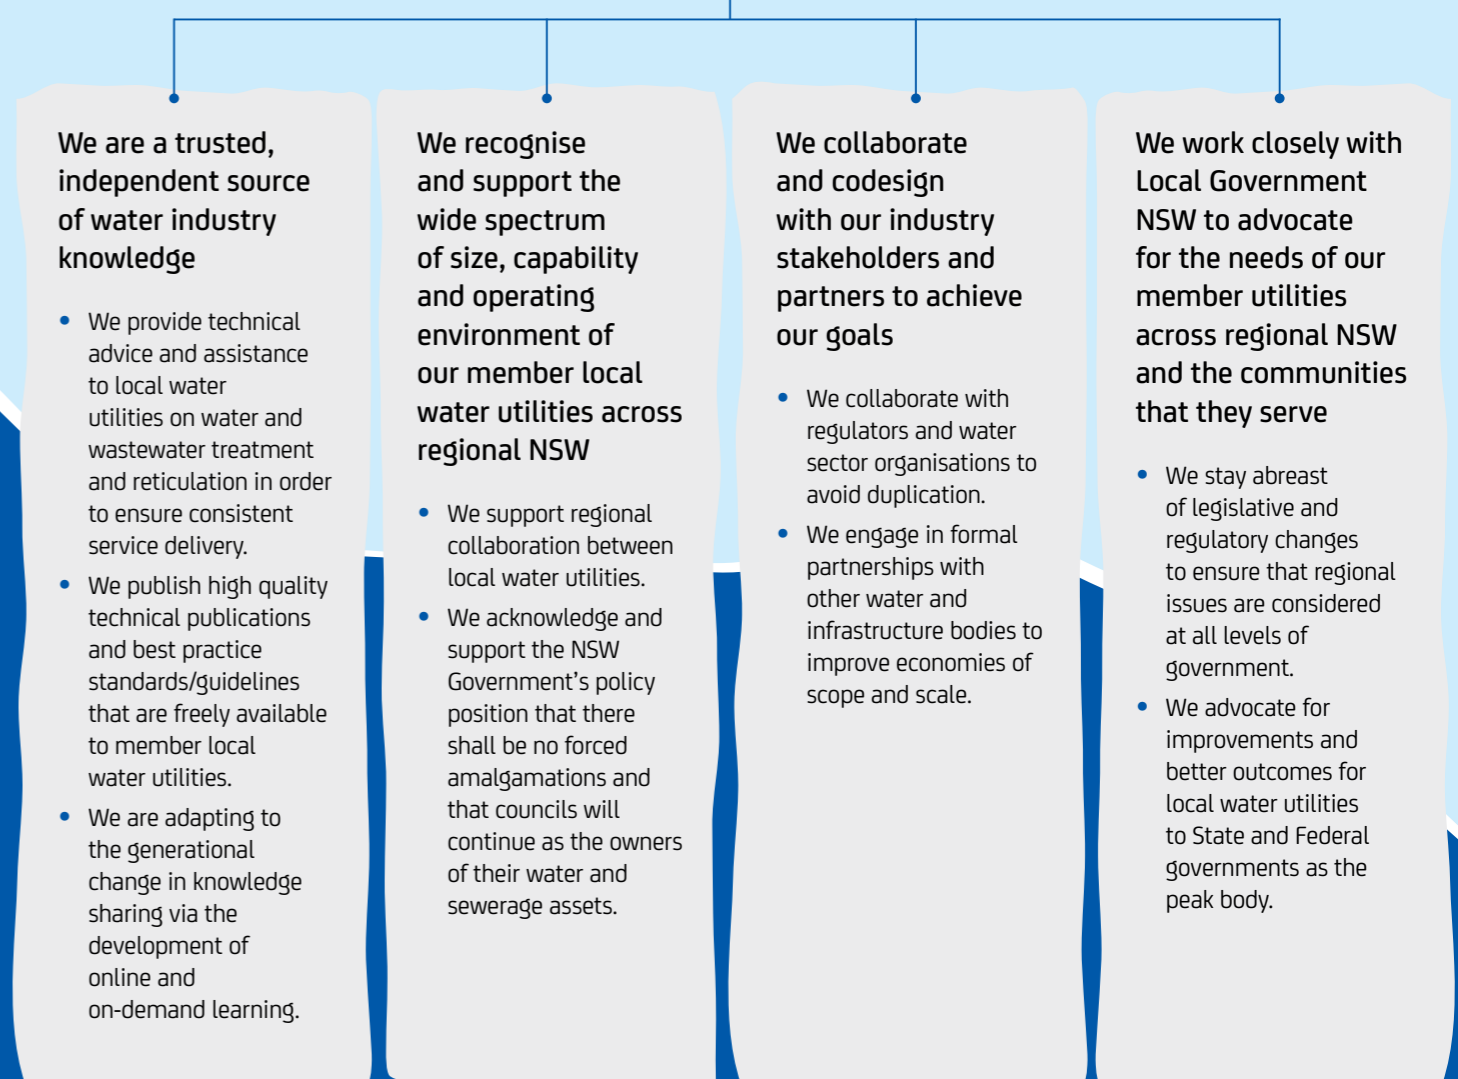 We are a trusted,
independent source
of water industry
knowledge
• We provide technical
advice and assistance
to local water
utilities on water and
wastewater treatment
and reticulation in order
to ensure consistent
service delivery.
• We publish high quality
technical publications
and best practice
standards/guidelines
that are freely available
to member local
water utilities.
• We are adapting to
the generational
change in knowledge
sharing via the
development of
online and
on-demand learning.
We recognise
and support the
wide spectrum
of size, capability
and operating
environment of
our member local
water utilities across
regional NSW
• We support regional
collaboration between
local water utilities.
• We acknowledge and
support the NSW
Government’s policy
position that there
shall be no forced
amalgamations and
that councils will
continue as the owners
of their water and
sewerage assets.
We collaborate
and codesign
with our industry
stakeholders and
partners to achieve
our goals
• We collaborate with
regulators and water
sector organisations to
avoid duplication.
• We engage in formal
partnerships with
other water and
infrastructure bodies to
improve economies of
scope and scale.
We work closely with
Local Government
NSW to advocate
for the needs of our
member utilities
across regional NSW
and the communities
that they serve
• We stay abreast
of legislative and
regulatory changes
to ensure that regional
issues are considered
at all levels of
government.
• We advocate for
improvements and
better outcomes for
local water utilities
to State and Federal
governments as the
peak body.